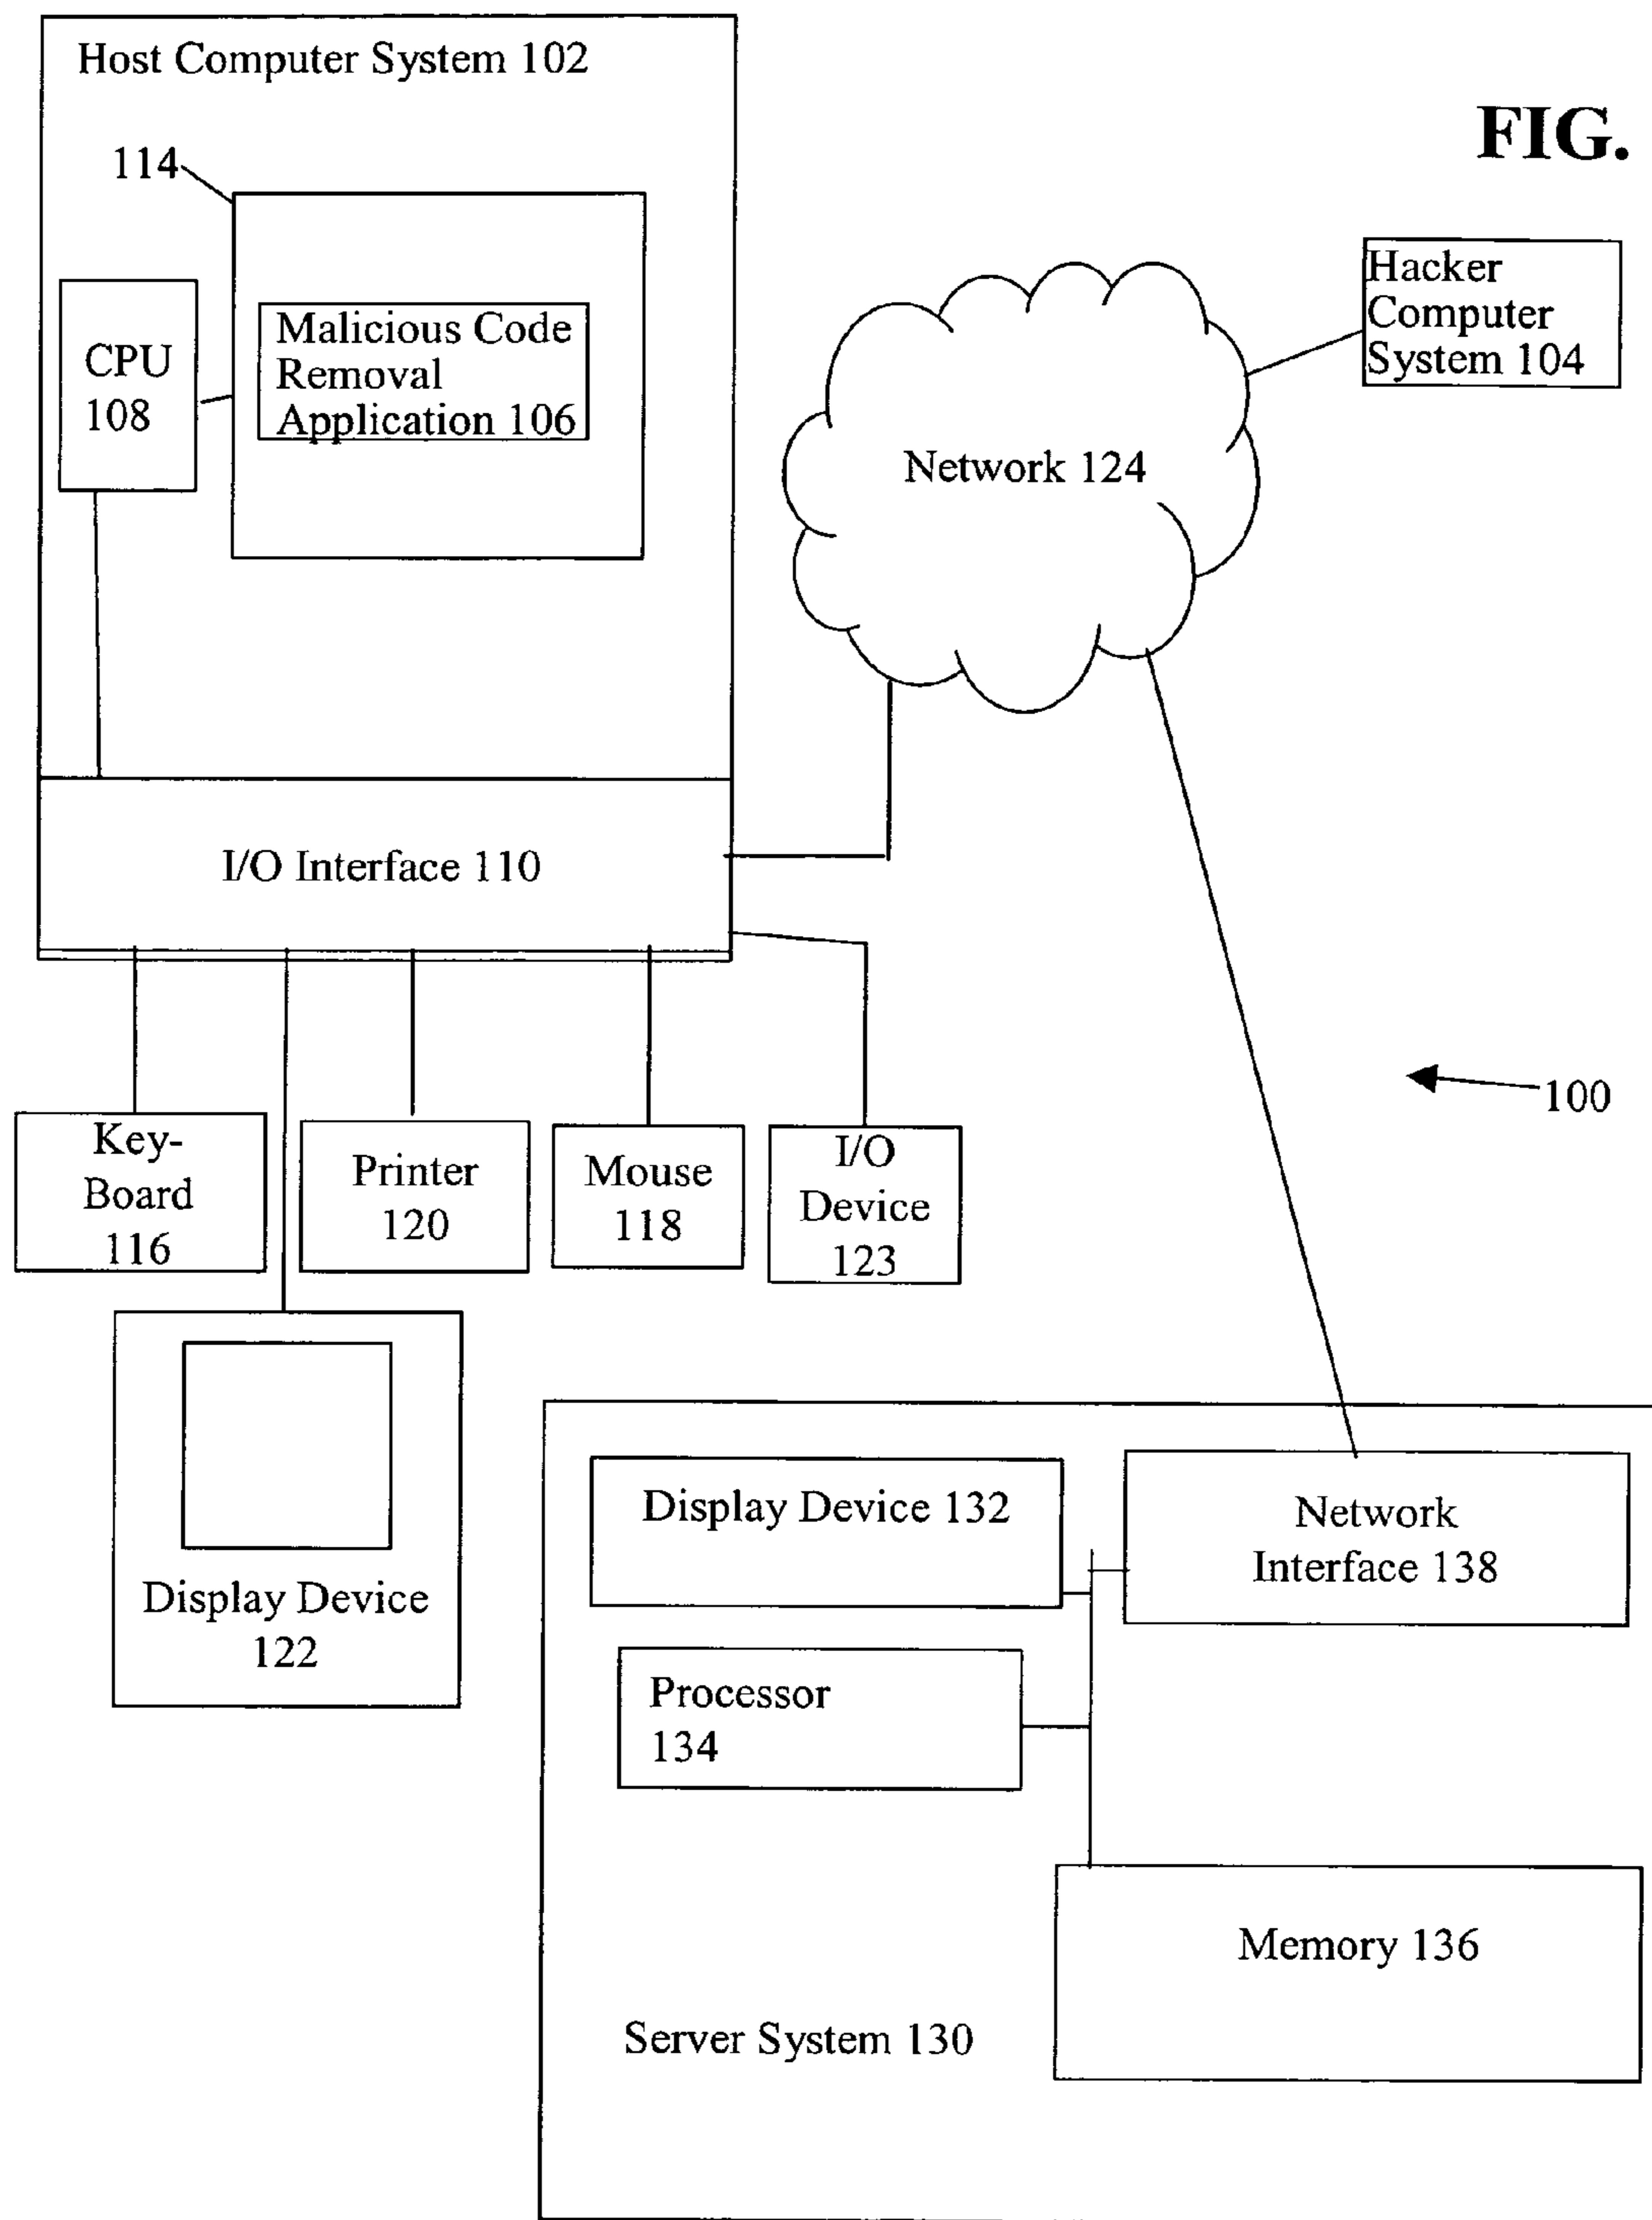 Host Computer System 102
FIG.
114
Hacker
Computer
System 104
CPU
108
Malicious Code
Removal
Application 106
Network 124
I/O Interface 110
100
Key-
Board
116
Printer
120
Mouse
118
I/O
Device
123
Display Device
122
Display Device 132
Network
Interface 138
Processor
134
Memory 136
Server System 130